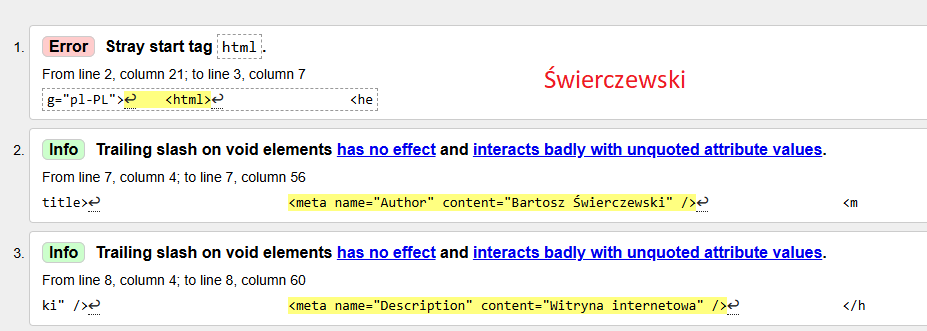 1. Error Stray start tag html.
From line 2, column 21; to line 3, column 7
Świerczewski
g="pl-PL">↩ <html>↩ <he
2. Info Trailing slash on void elements has no effect and interacts badly with unquoted attribute values.
From line 7, column 4; to line 7, column 56
title>↩ <meta name="Author" content="Bartosz Świerczewski" />↩ <m
3. Info Trailing slash on void elements has no effect and interacts badly with unquoted attribute values.
From line 8, column 4; to line 8, column 60
ki" />↩ <meta name="Description" content="Witryna internetowa" />↩ </h